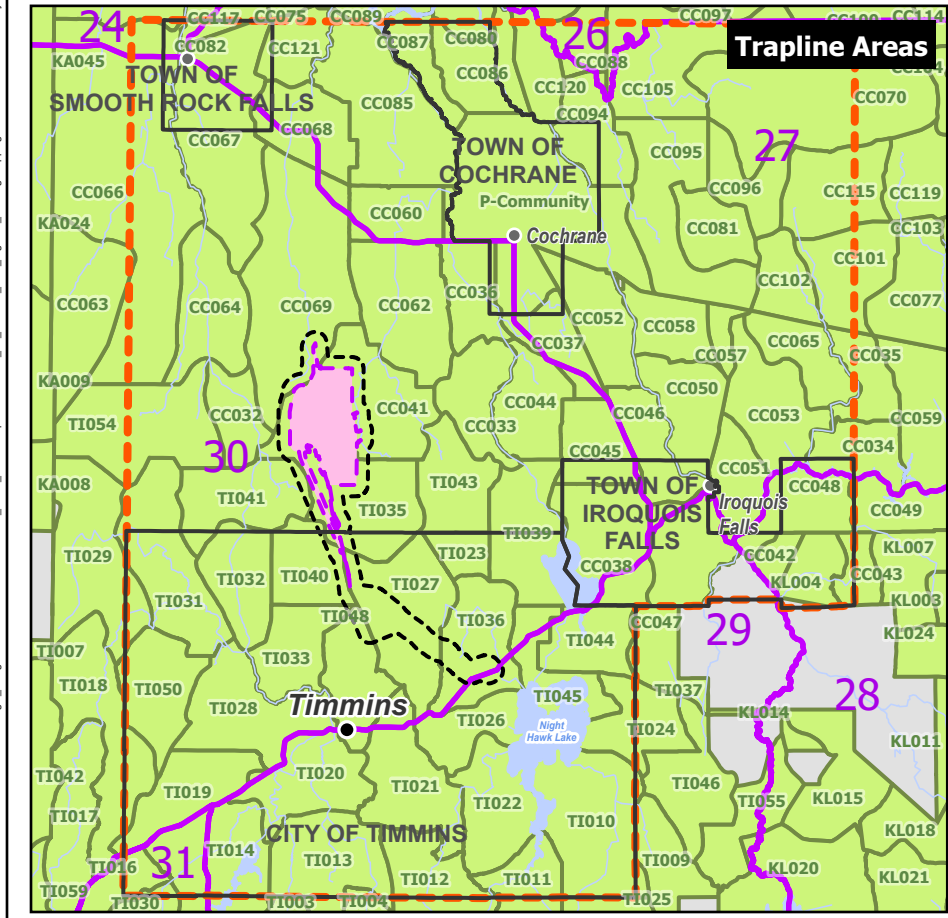 Trapline Areas
24
CC117
CC075
CC089
CC097
CC114
KA045
CC082
CC121
CC087
CC080
26
CC088
CC086
CC120
CC105
CC070
TOWN OF
SMOOTH ROCK FALLS
CC085
CC094
CC067
CC068
27
TOWN OF
COCHRANE
P-Community
CC095
CC096
CC066
CC115
CC119
KA024
CC060
CC081
CC103
Cochrane
CC101
CC063
CC064
CC069
CC062
CC036
CC102
CC077
CC052
CC058
CC037
CC065
CC057
CC035
KA009
CC050
TI054
CC032
CC041
CC044
CC046
CC053
CC059
CC033
30
CC045
CC034
KA008
TI041
TI035
TI043
TOWN OF
IROQUOIS
FALLS
CC051
CC048
Iroquois
Falls
CC049
TI039
TI029
TI032
TI040
TI023
TI027
CC038
CC042
KL007
KL004
CC043
TI031
KL003
TI048
TI036
CC047
29
KL024
TI044
TI007
TI033
TI018
TI050
TI037
28
TI028
Timmins
TI045
TI026
Night
Hawk Lake
TI024
KL014
KL011
TI042
TI019
TI020
TI021
TI022
TI046
TI055
KL015
TI017
TI010
CITY OF TIMMINS
KL018
TI016
31
TI014
TI013
TI012
TI011
TI009
KL020
KL021
TI059
TI030
TI003
TI004
TI025